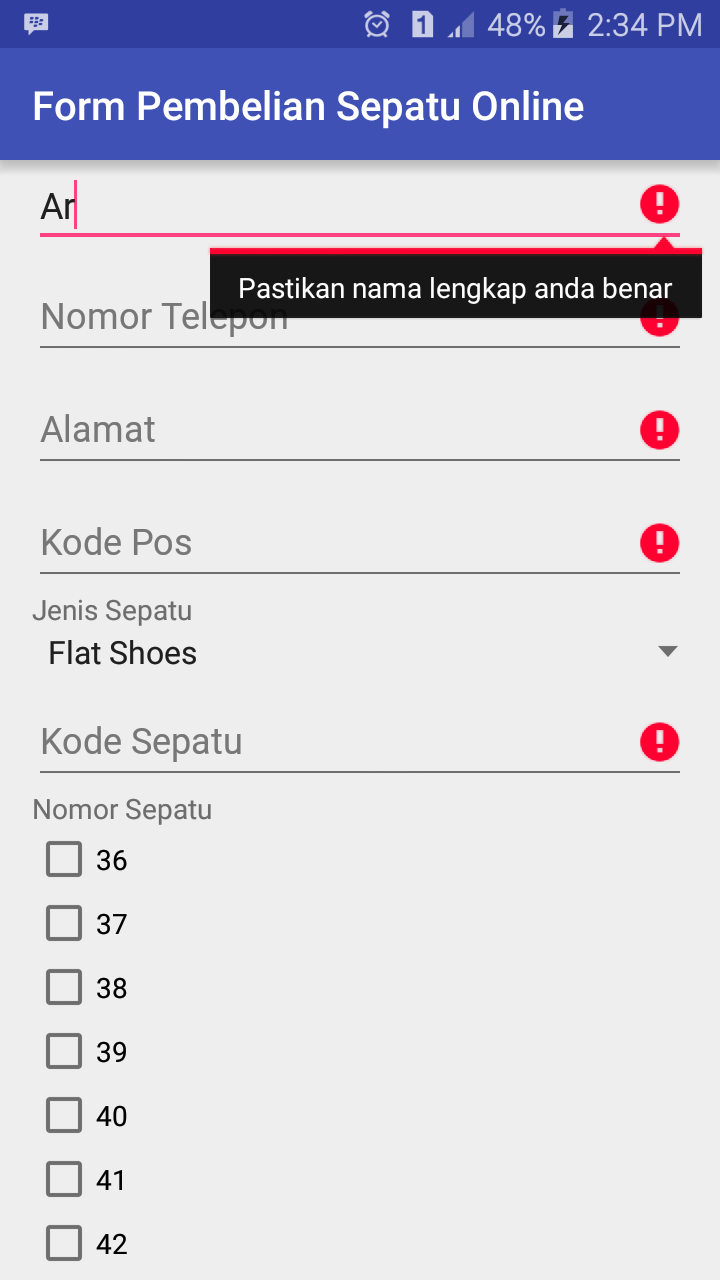 1 48% 2:34 PM
Form Pembelian Sepatu Online
Ar
Pastikan nama lengkap anda benar
Nomor Telepon
Alamat
Kode Pos
Jenis Sepatu
Flat Shoes
Kode Sepatu
Nomor Sepatu
36
37
38
39
40
41
42